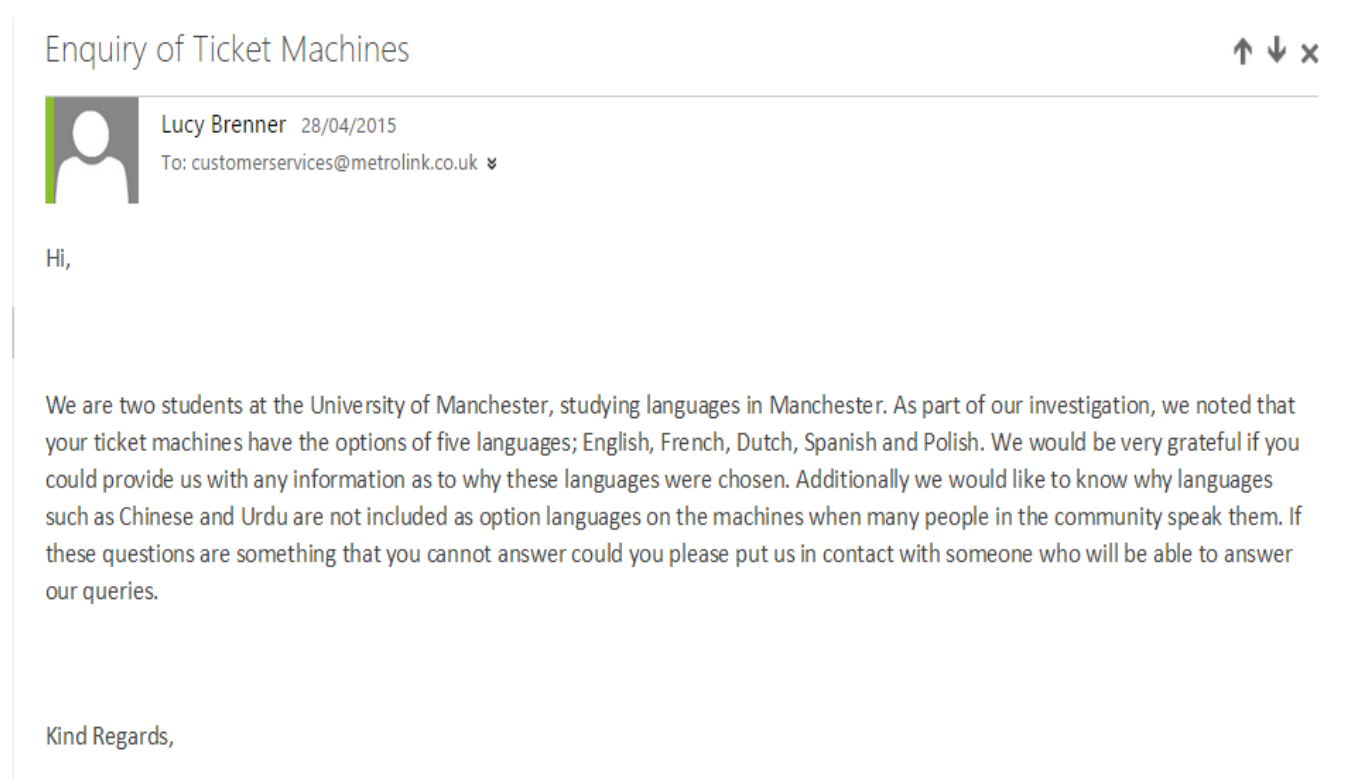 Enquiry of Ticket Machines
Lucy Brenner 28/04/2015
To: customerservices@metrolink.co.uk
Hi,
We are two students at the University of Manchester, studying languages in Manchester. As part of our investigation, we noted that
your ticket machines have the options of five languages; English, French, Dutch, Spanish and Polish. We would be very grateful if you
could provide us with any information as to why these languages were chosen. Additionally we would like to know why languages
such as Chinese and Urdu are not included as option languages on the machines when many people in the community speak them. If
these questions are something that you cannot answer could you please put us in contact with someone who will be able to answer
our queries.
Kind Regards,